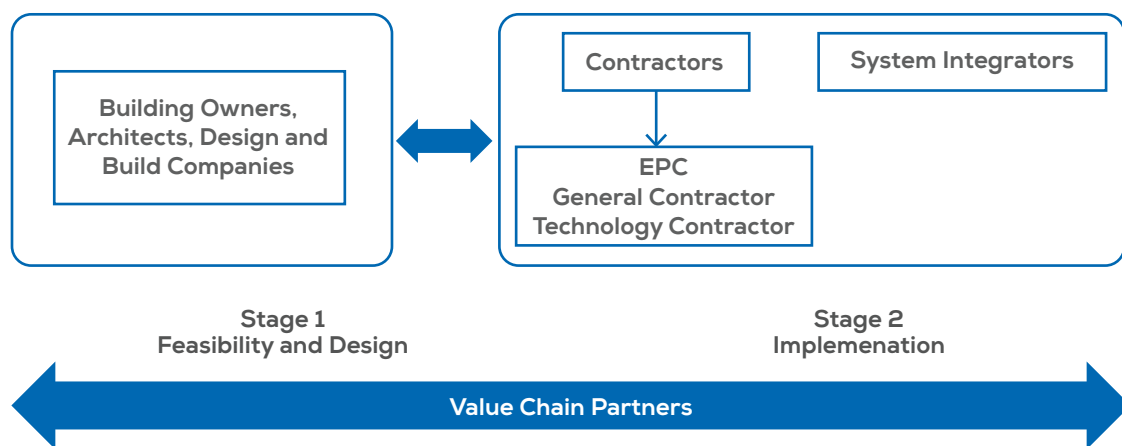 Building Owners,
Architects, Design and
Build Companies
Contractors
System Integrators
EPC
General Contractor
Technology Contractor
Stage 1
Feasibility and Design
Stage 2
Implemenation
Value Chain Partners